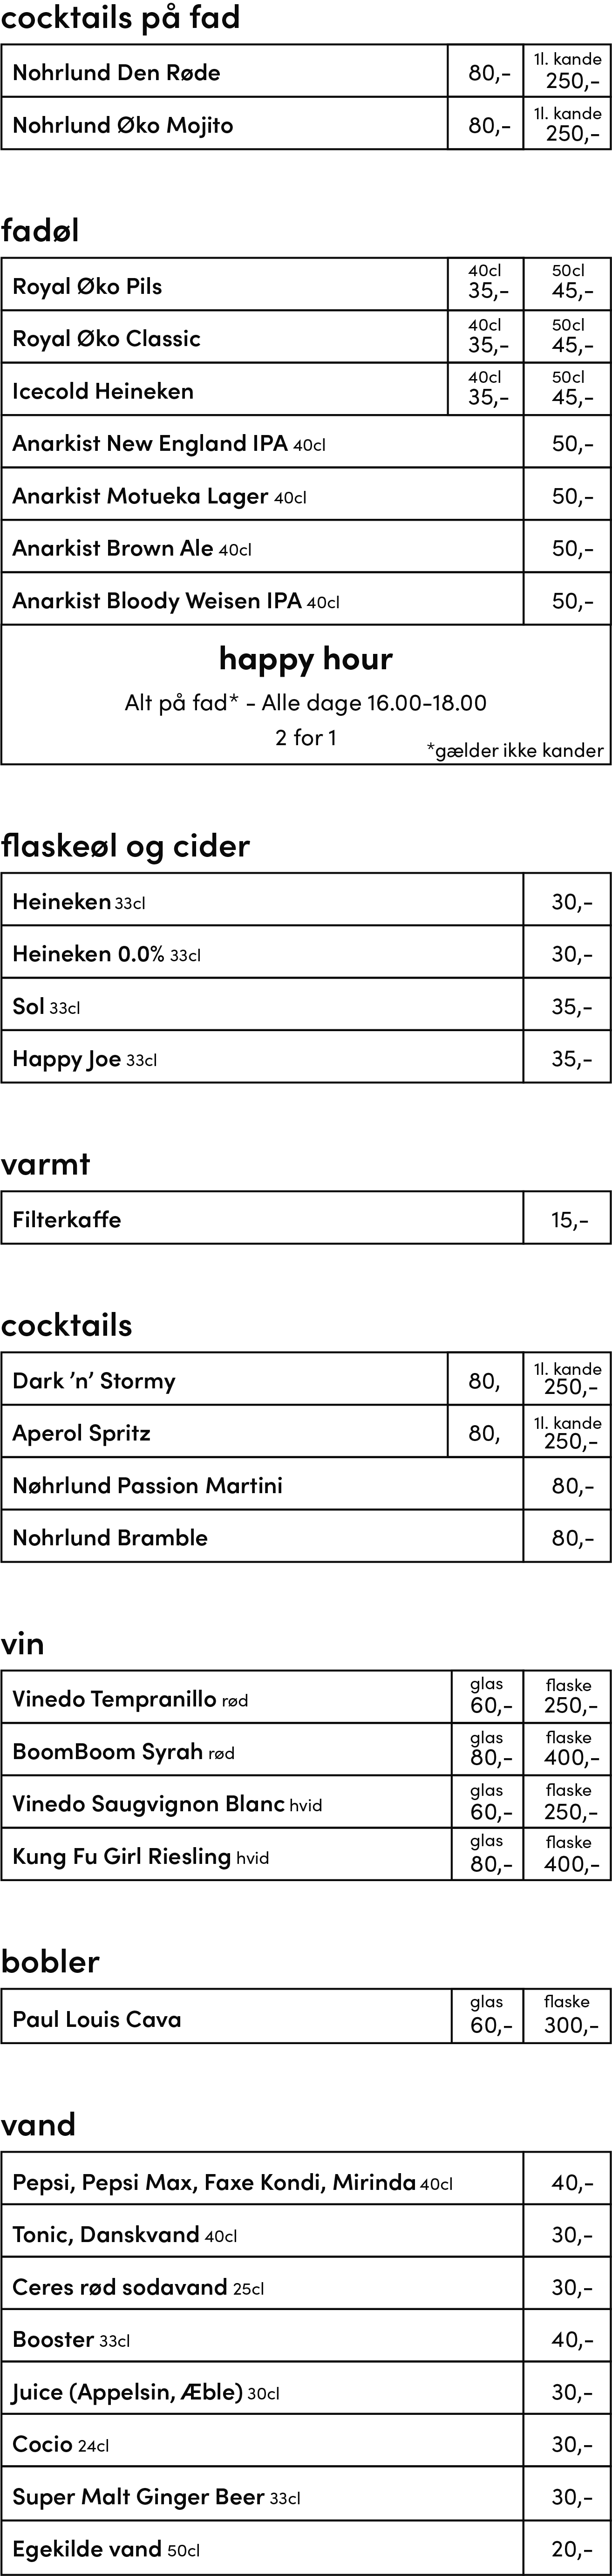 cocktails på fad
Nohrlund Den Røde 80,- 1l. kande 250,-
Nohrlund Øko Mojito 80,- 1l. kande 250,-
fadøl
Royal Øko Pils 40cl 35,- 50cl 45,-
Royal Øko Classic 40cl 35,- 50cl 45,-
Icecold Heineken 40cl 35,- 50cl 45,-
Anarkist New England IPA 40cl 50,-
Anarkist Motueka Lager 40cl 50,-
Anarkist Brown Ale 40cl 50,-
Anarkist Bloody Weisen IPA 40cl 50,-
happy hour
Alt på fad* - Alle dage 16.00-18.00
2 for 1
*gælder ikke kander
flaskeøl og cider
Heineken 33cl 30,-
Heineken 0.0% 33cl 30,-
Sol 33cl 35,-
Happy Joe 33cl 35,-
varmt
Filterkaffe 15,-
cocktails
Dark ’n’ Stormy 80, 1l. kande 250,-
Aperol Spritz 80, 1l. kande 250,-
Nøhrlund Passion Martini 80,-
Nohrlund Bramble 80,-
vin
Vinedo Tempranillo rød glas 60,- flaske 250,-
BoomBoom Syrah rød glas 80,- flaske 400,-
Vinedo Saugvignon Blanc hvid glas 60,- flaske 250,-
Kung Fu Girl Riesling hvid glas 80,- flaske 400,-
bobler
Paul Louis Cava glas 60,- flaske 300,-
vand
Pepsi, Pepsi Max, Faxe Kondi, Mirinda 40cl 40,-
Tonic, Danskvand 40cl 30,-
Ceres rød sodavand 25cl 30,-
Booster 33cl 40,-
Juice (Appelsin, Æble) 30cl 30,-
Cocio 24cl 30,-
Super Malt Ginger Beer 33cl 30,-
Egekilde vand 50cl 20,-